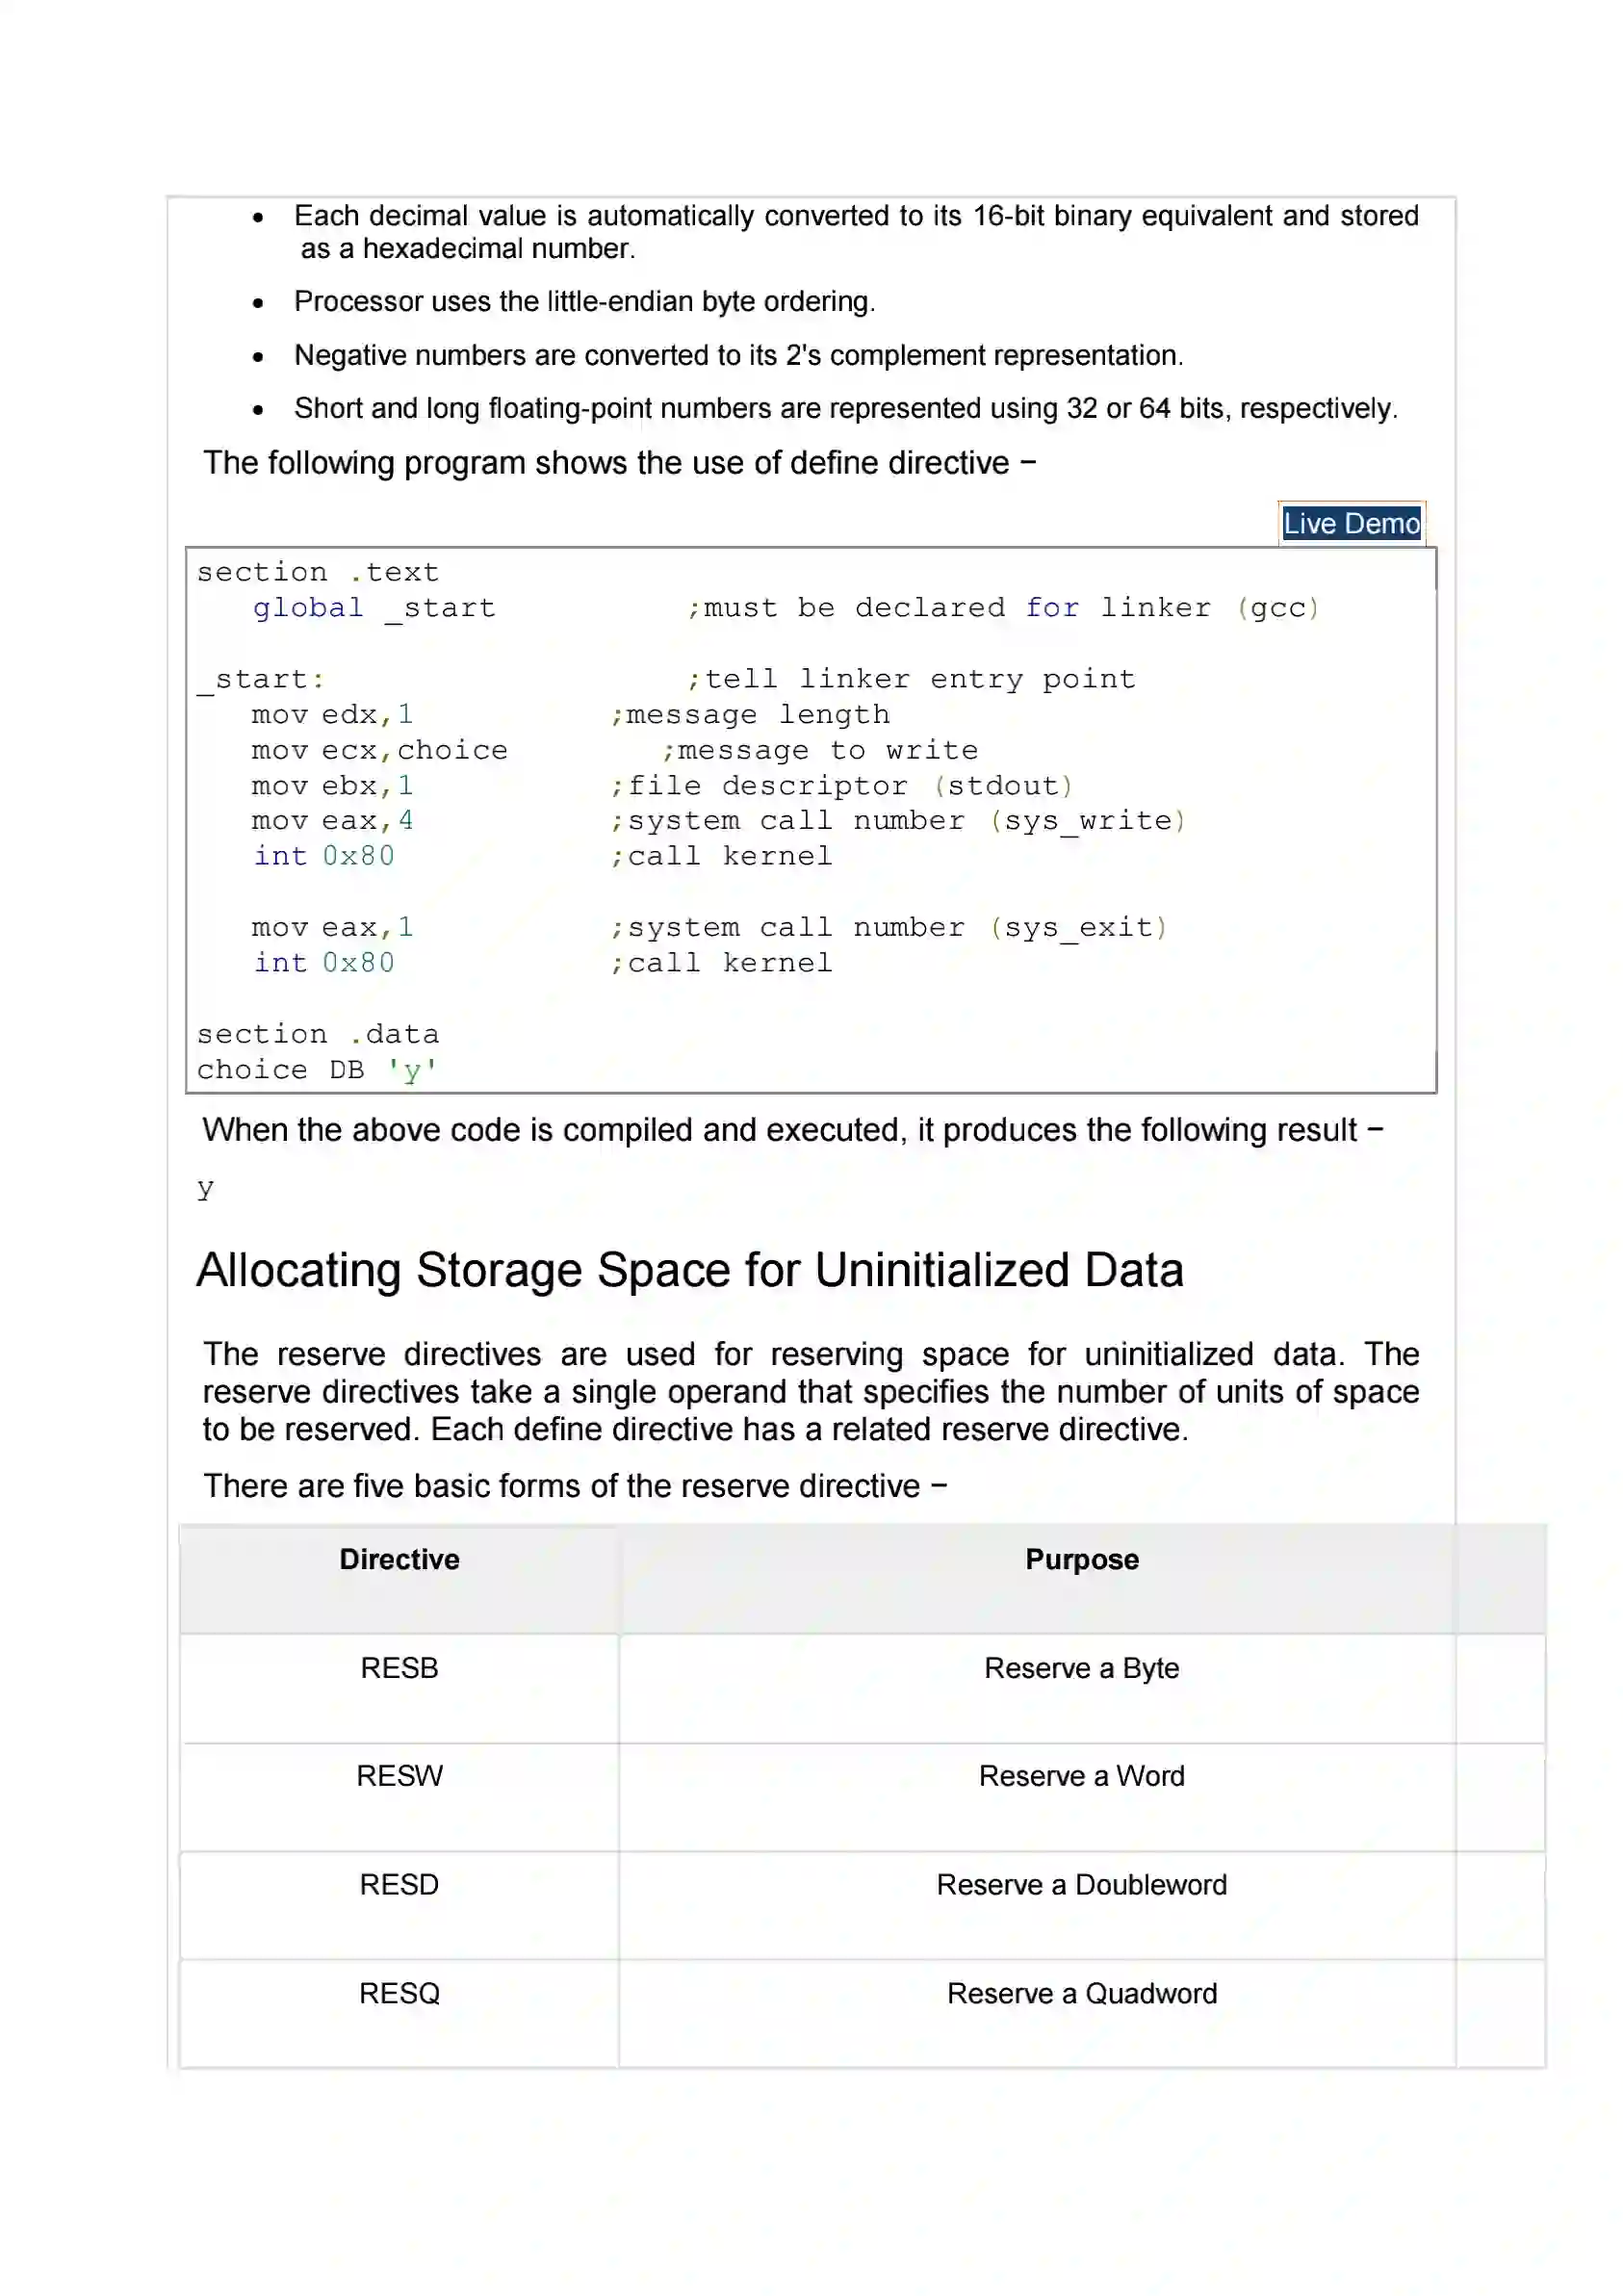 • Each decimal value is automatically converted to its 16-bit binary equivalent and stored
as a hexadecimal number.
• Processor uses the little-endian byte ordering.
• Negative numbers are converted to its 2's complement representation.
• Short and long floating-point numbers are represented using 32 or 64 bits, respectively.
The following program shows the use of define directive −
Live Demo
section .text
   global _start          ;must be declared for linker (gcc)
_start:                   ;tell linker entry point
   mov edx,1          ;message length
   mov ecx,choice        ;message to write
   mov ebx,1          ;file descriptor (stdout)
   mov eax,4          ;system call number (sys_write)
   int 0x80           ;call kernel
   mov eax,1          ;system call number (sys_exit)
   int 0x80           ;call kernel
section .data
choice DB 'y'
When the above code is compiled and executed, it produces the following result −
y
Allocating Storage Space for Uninitialized Data
The reserve directives are used for reserving space for uninitialized data. The
reserve directives take a single operand that specifies the number of units of space
to be reserved. Each define directive has a related reserve directive.
There are five basic forms of the reserve directive −
Directive Purpose
RESB Reserve a Byte
RESW Reserve a Word
RESD Reserve a Doubleword
RESQ Reserve a Quadword